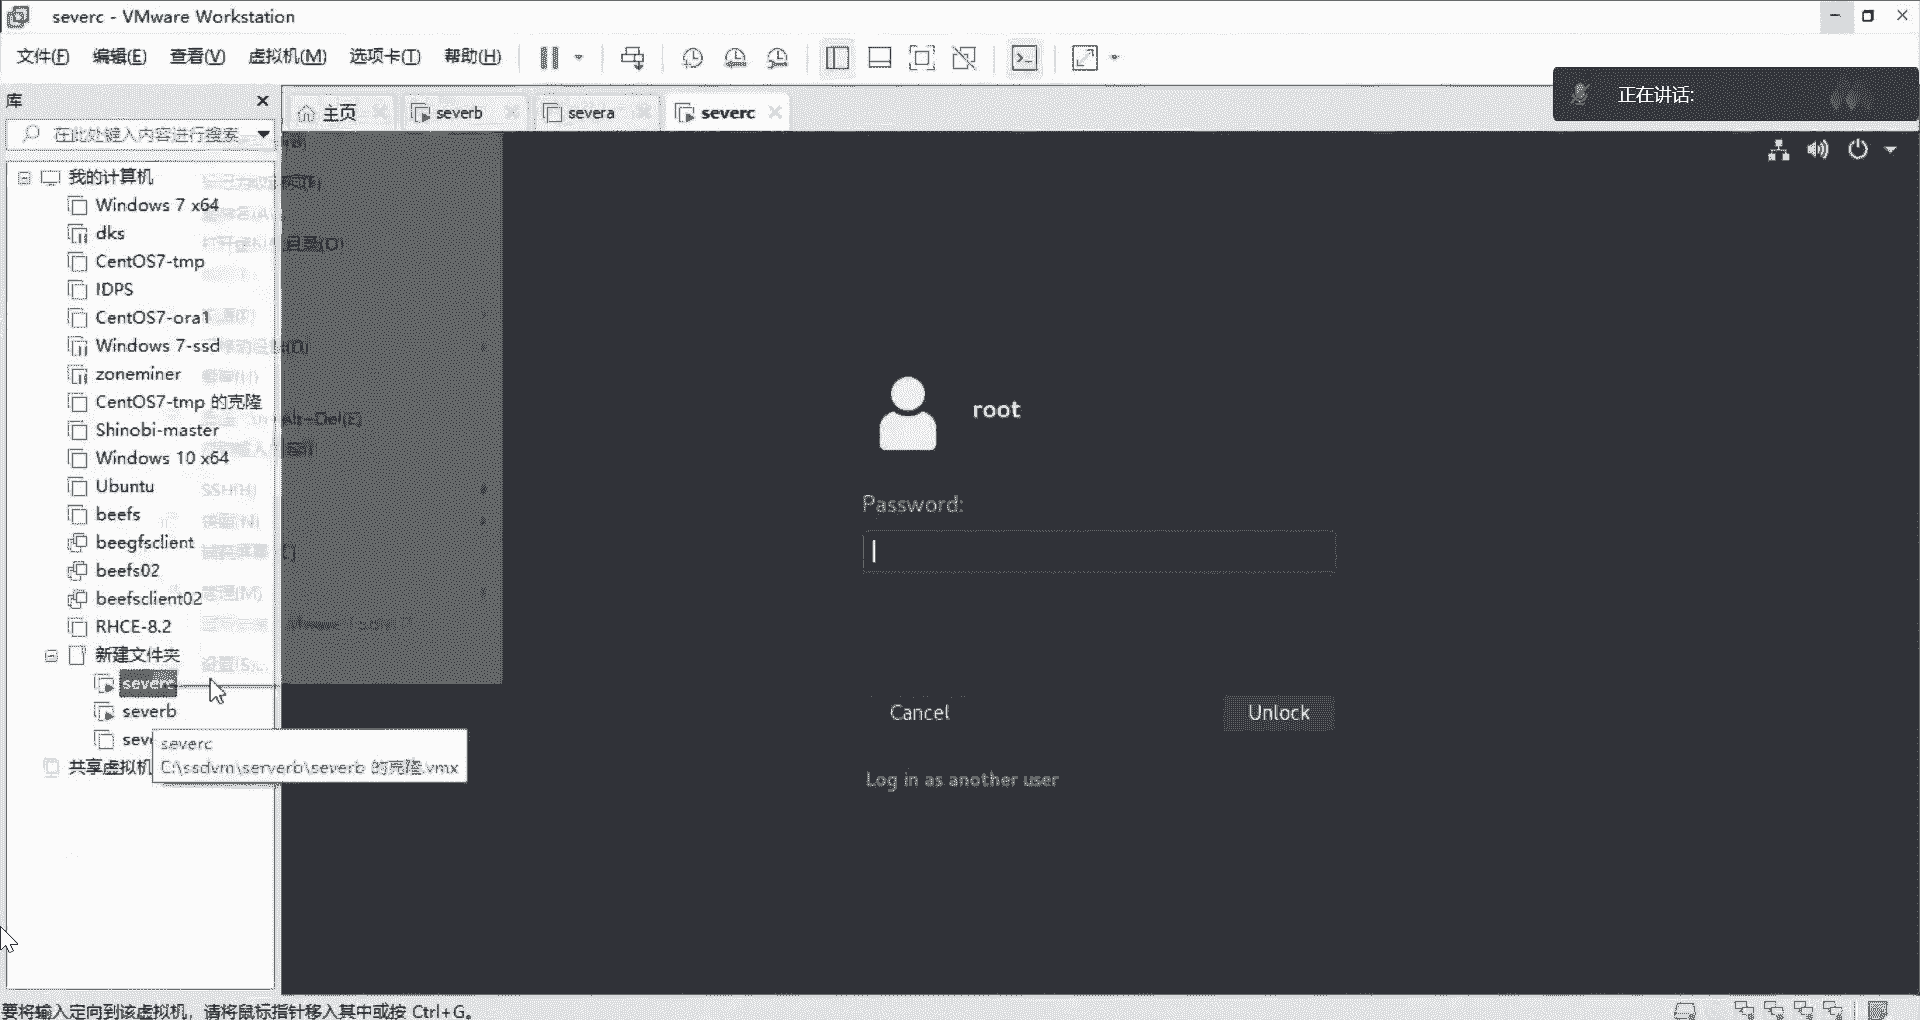 severc - VMware Workstation
文件(F) 编辑(E) 查看(V) 虚拟机(M) 选项卡(T) 帮助(H)
正在讲话:
库
主页 severb severa severc
在此处键入内容进行搜索
我的计算机
Windows 7 x64
dks
CentOS7-tmp
IDPS
CentOS7-ora1
Windows 7-ssd
zoneminer
CentOS7-tmp 的克隆
Shinobi-master
Windows 10 x64
Ubuntu
beefs
beegfsclient
beefs02
beefsclient02
RHCE-8.2
新建文件夹
severc
severb
共享虚拟机
severc
C:\ssdvm\serverb\severb 的克隆.vmx
SSH(H)
root
Password:
Cancel
Unlock
Log in as another user
要将输入定向到该虚拟机，请将鼠标指针移入其中或按 Ctrl+G。